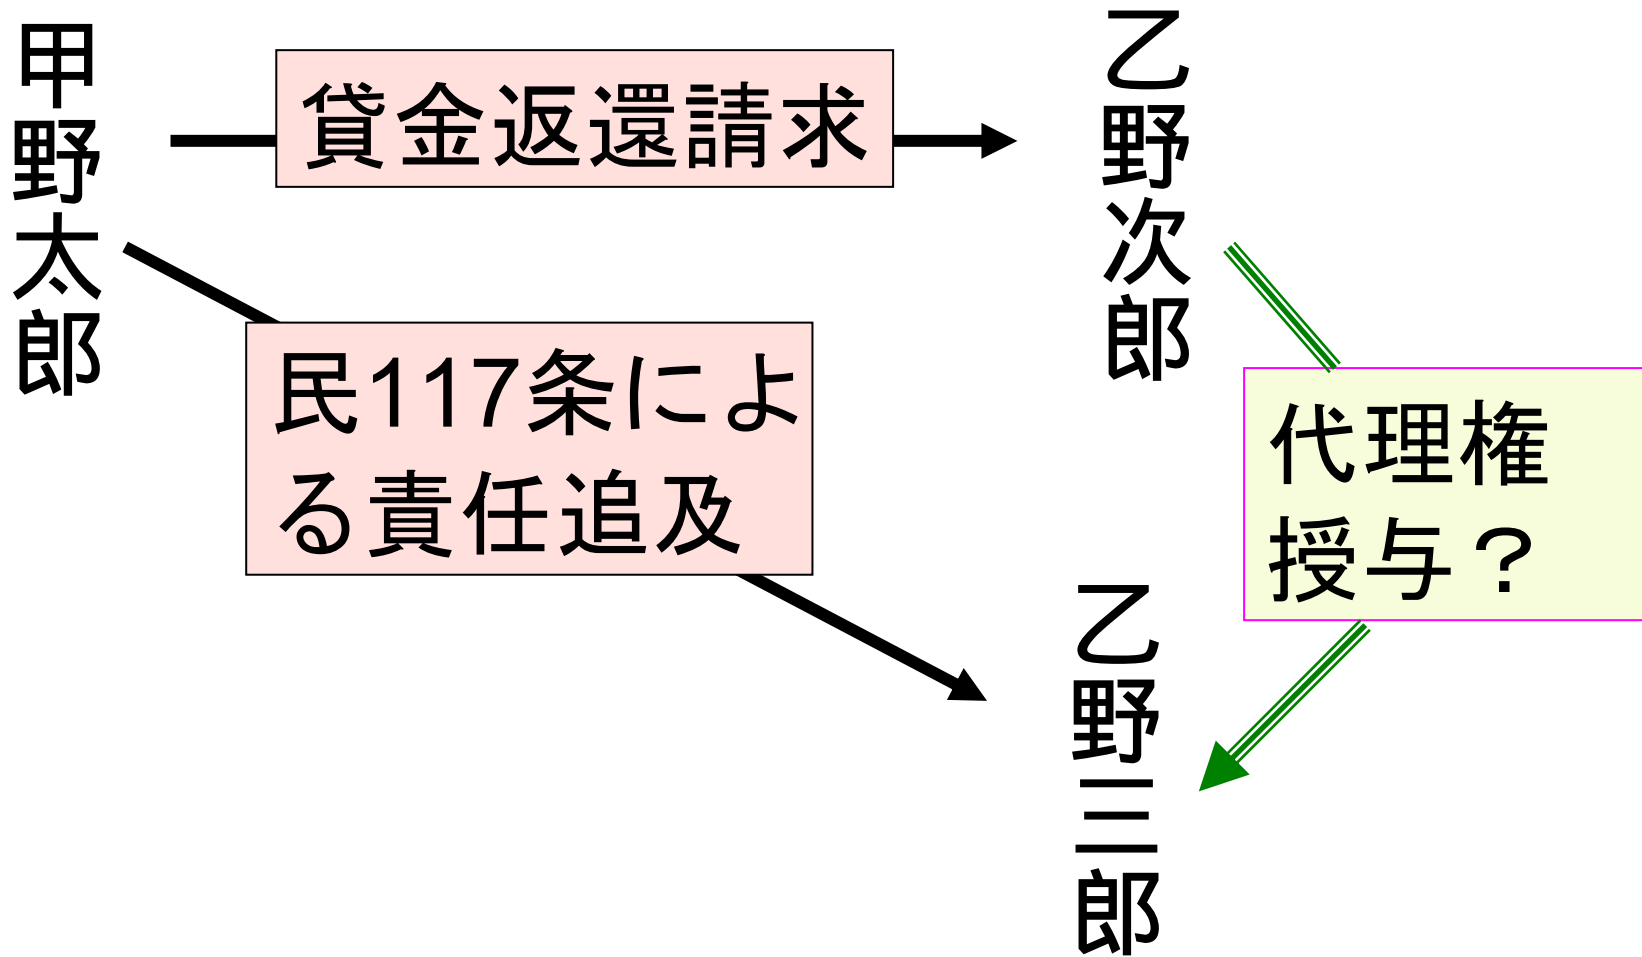 甲野太郎
貸金返還請求
乙野次郎
民117条によ
る責任追及
代理権
授与？
乙野三郎